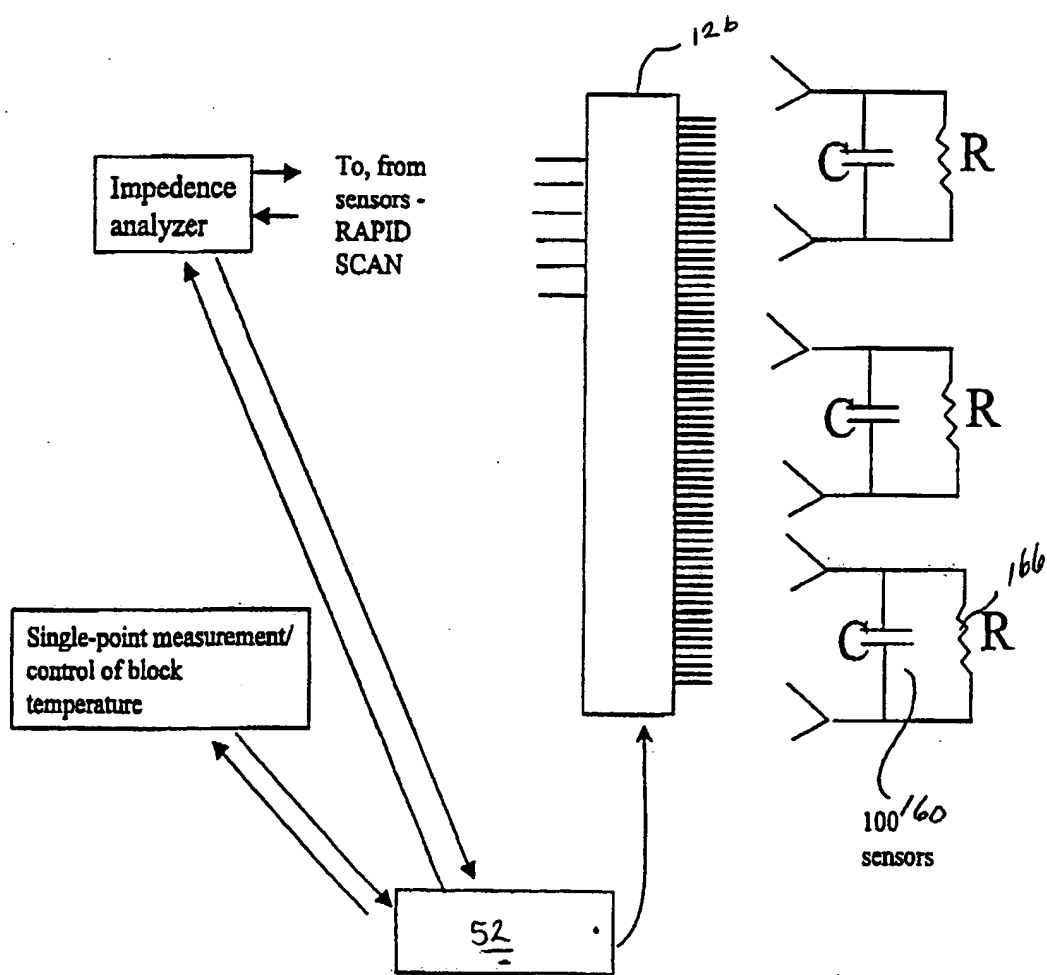 126
Impedence
analyzer
To, from
sensors -
RAPID
SCAN
C
R
C
R
166
C
R
Single-point measurement/
control of block
temperature
100 160
sensors
52